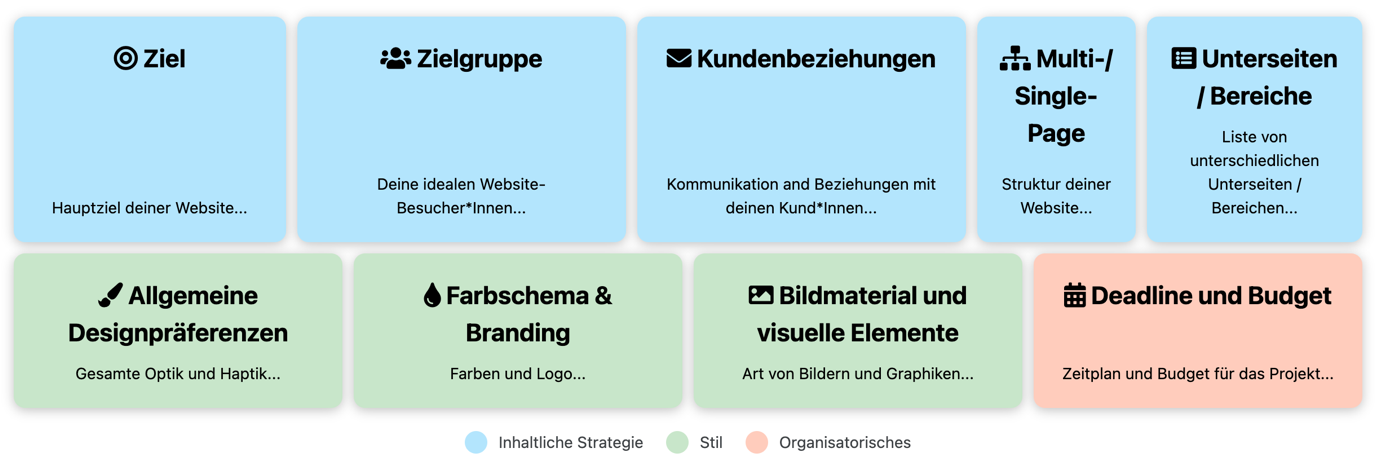 Ziel
Hauptziel deiner Website...
Zielgruppe
Deine idealen Website-
Besucher*Innen...
Kundenbeziehungen
Kommunikation and Beziehungen mit
deinen Kund*Innen...
Multi-/
Single-
Page
Struktur deiner
Website...
Unterseiten
/ Bereiche
Liste von
unterschiedlichen
Unterseiten /
Bereichen...
Allgemeine
Designpräferenzen
Gesamte Optik und Haptik...
Farbschema &
Branding
Farben und Logo...
Bildmaterial und
visuelle Elemente
Art von Bildern und Graphiken...
Deadline und Budget
Zeitplan und Budget für das Projekt...
Inhaltliche Strategie
Stil
Organisatorisches